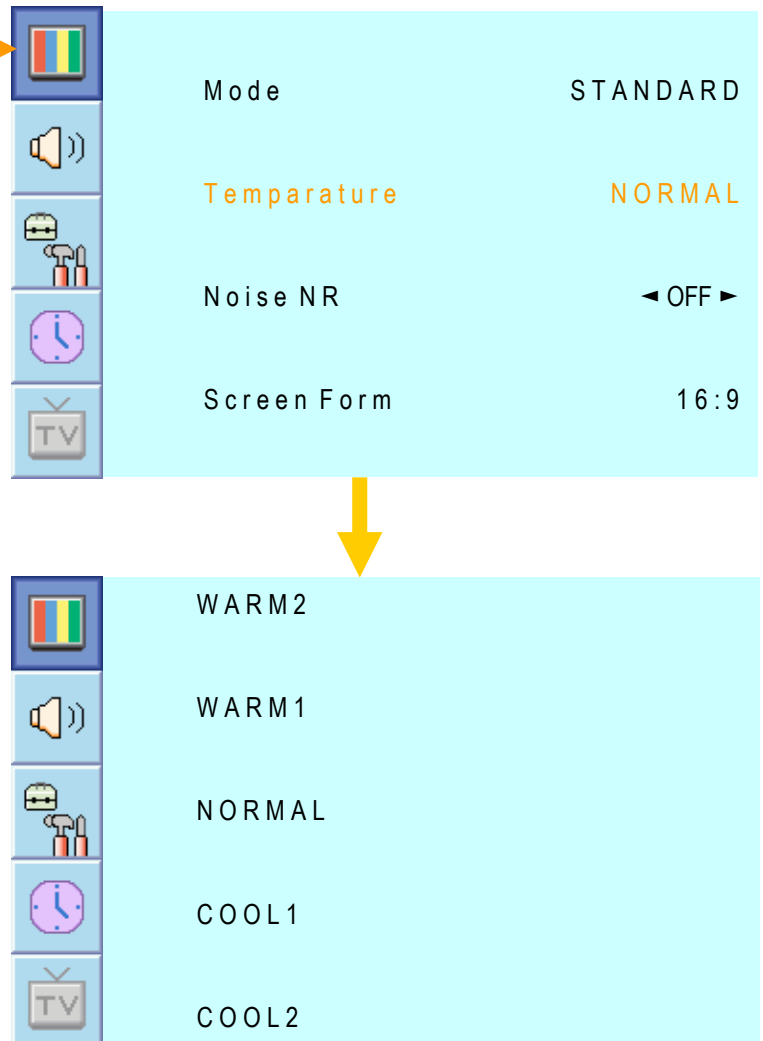 Mode STANDARD
Temparature NORMAL
Noise NR ◄ OFF ►
Screen Form 16:9
TV
WARM2
WARM1
NORMAL
COOL1
COOL2
TV